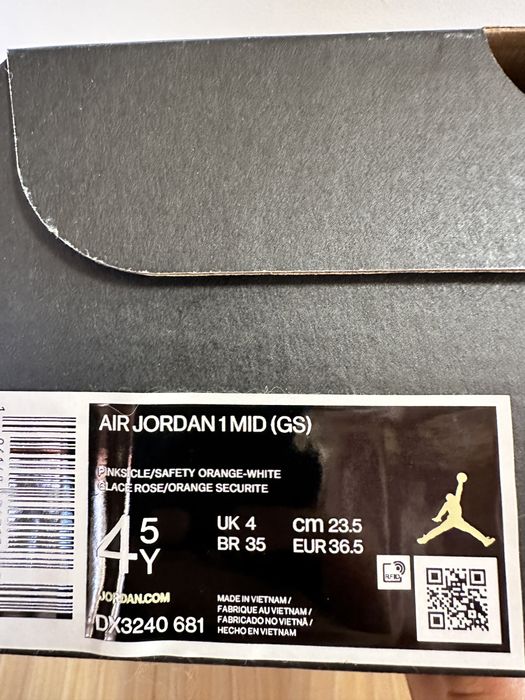 AIR JORDAN 1 MID (GS)
PINKSICLE/SAFETY ORANGE-WHITE
GLACE ROSE/ORANGE SECURITE
4 5 Y
UK 4 cm 23.5
BR 35 EUR 36.5
RFID
JORDAN.COM
DX3240 681
MADE IN VIETNAM /
FABRIQUE AU VIETNAM /
FABRICADO NO VIETNÃ /
HECHO EN VIETNAM